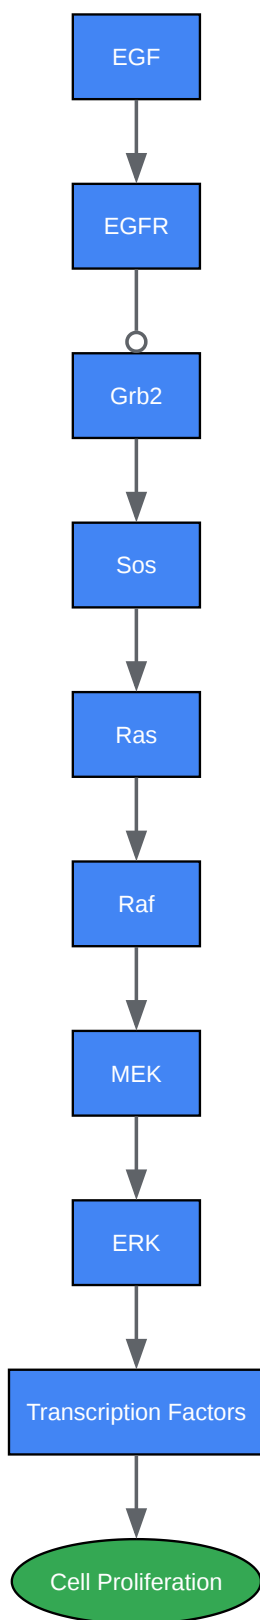 EGF
EGFR
Grb2
Sos
Ras
Raf
MEK
ERK
Transcription Factors
Cell Proliferation